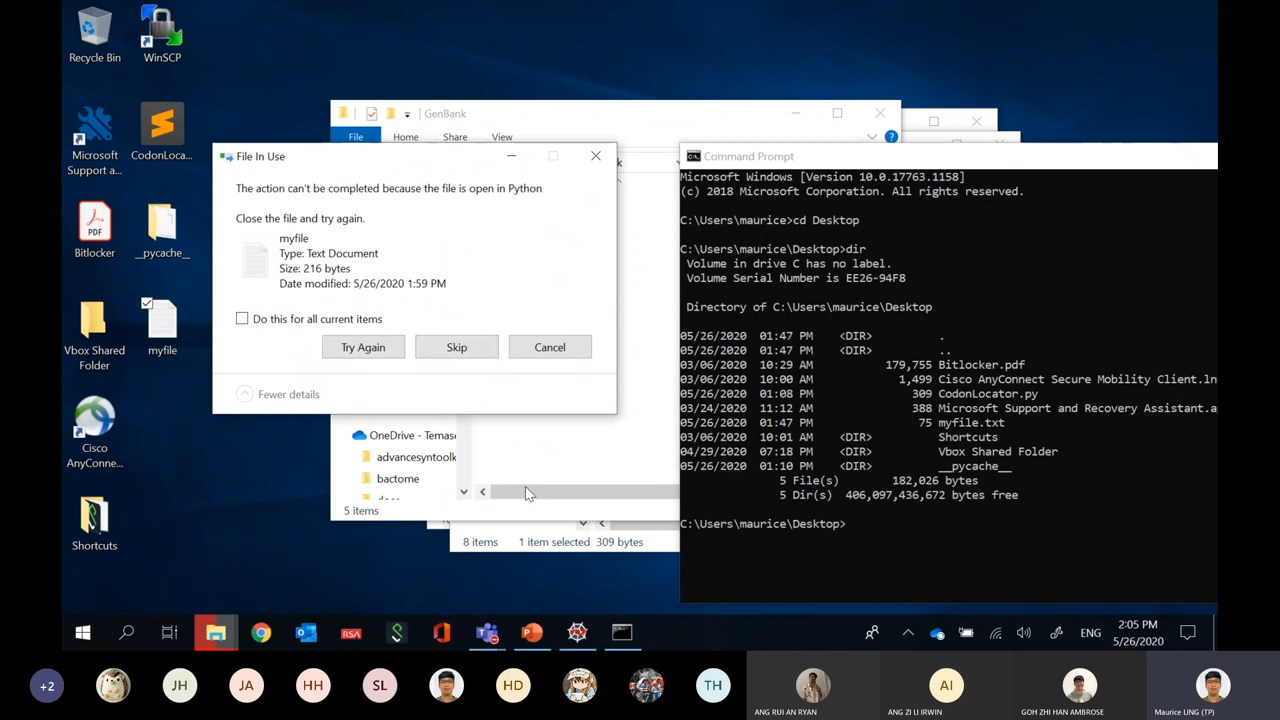 Recycle Bin
WinSCP
Microsoft
Support a...
CodonLoca...
PDF
Bitlocker
__pycache__
Vbox Shared
Folder
myfile
Cisco
AnyConne...
Shortcuts
GenBank
File
Home
Share
View
File In Use
The action can't be completed because the file is open in Python
Close the file and try again.
myfile
Type: Text Document
Size: 216 bytes
Date modified: 5/26/2020 1:59 PM
Do this for all current items
Try Again
Skip
Cancel
Fewer details
k
OneDrive - Temase
advancesyntoolk
bactome
5 items
8 items
1 item selected
309 bytes
Command Prompt
Microsoft Windows [Version 10.0.17763.1158]
(c) 2018 Microsoft Corporation. All rights reserved.
C:\Users\maurice>cd Desktop
C:\Users\maurice\Desktop>dir
Volume in drive C has no label.
Volume Serial Number is EE26-94F8
Directory of C:\Users\maurice\Desktop
05/26/2020 01:47 PM <DIR> .
05/26/2020 01:47 PM <DIR> ..
03/06/2020 10:29 AM 179,755 Bitlocker.pdf
03/06/2020 10:00 AM 1,499 Cisco AnyConnect Secure Mobility Client.ln
05/26/2020 01:08 PM 309 CodonLocator.py
03/24/2020 11:12 AM 388 Microsoft Support and Recovery Assistant.a
05/26/2020 01:47 PM 75 myfile.txt
03/06/2020 10:01 AM <DIR> Shortcuts
04/29/2020 07:18 PM <DIR> Vbox Shared Folder
05/26/2020 01:10 PM <DIR> __pycache__
5 File(s) 182,026 bytes
5 Dir(s) 406,097,436,672 bytes free
C:\Users\maurice\Desktop>
RSA
ENG
2:05 PM
5/26/2020
+2
JH
JA
HH
SL
HD
TH
AI
ANG RUI AN RYAN
ANG ZI LI IRWIN
GOH ZHI HAN AMBROSE
Maurice LING (TP)